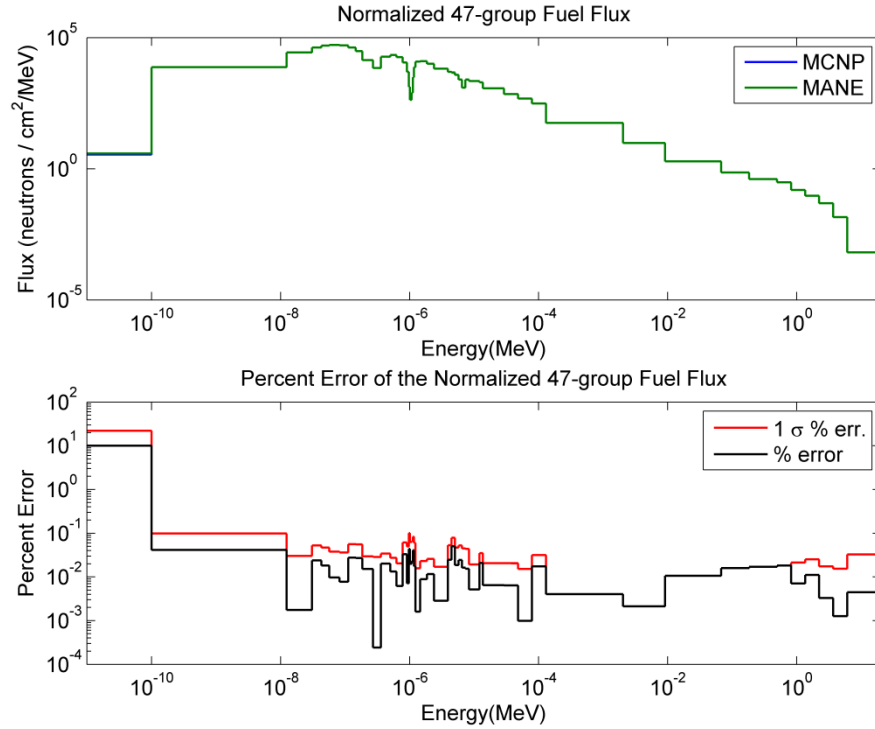 Normalized 47-group Fuel Flux
10^5
10^0
10^-5
Flux (neutrons / cm^2/MeV)
MCNP
MANE
10^-10 10^-8 10^-6 10^-4 10^-2 10^0
Energy(MeV)
Percent Error of the Normalized 47-group Fuel Flux
10^2
10^1
10^0
10^-1
10^-2
10^-3
10^-4
Percent Error
1 σ % err.
% error
10^-10 10^-8 10^-6 10^-4 10^-2 10^0
Energy(MeV)